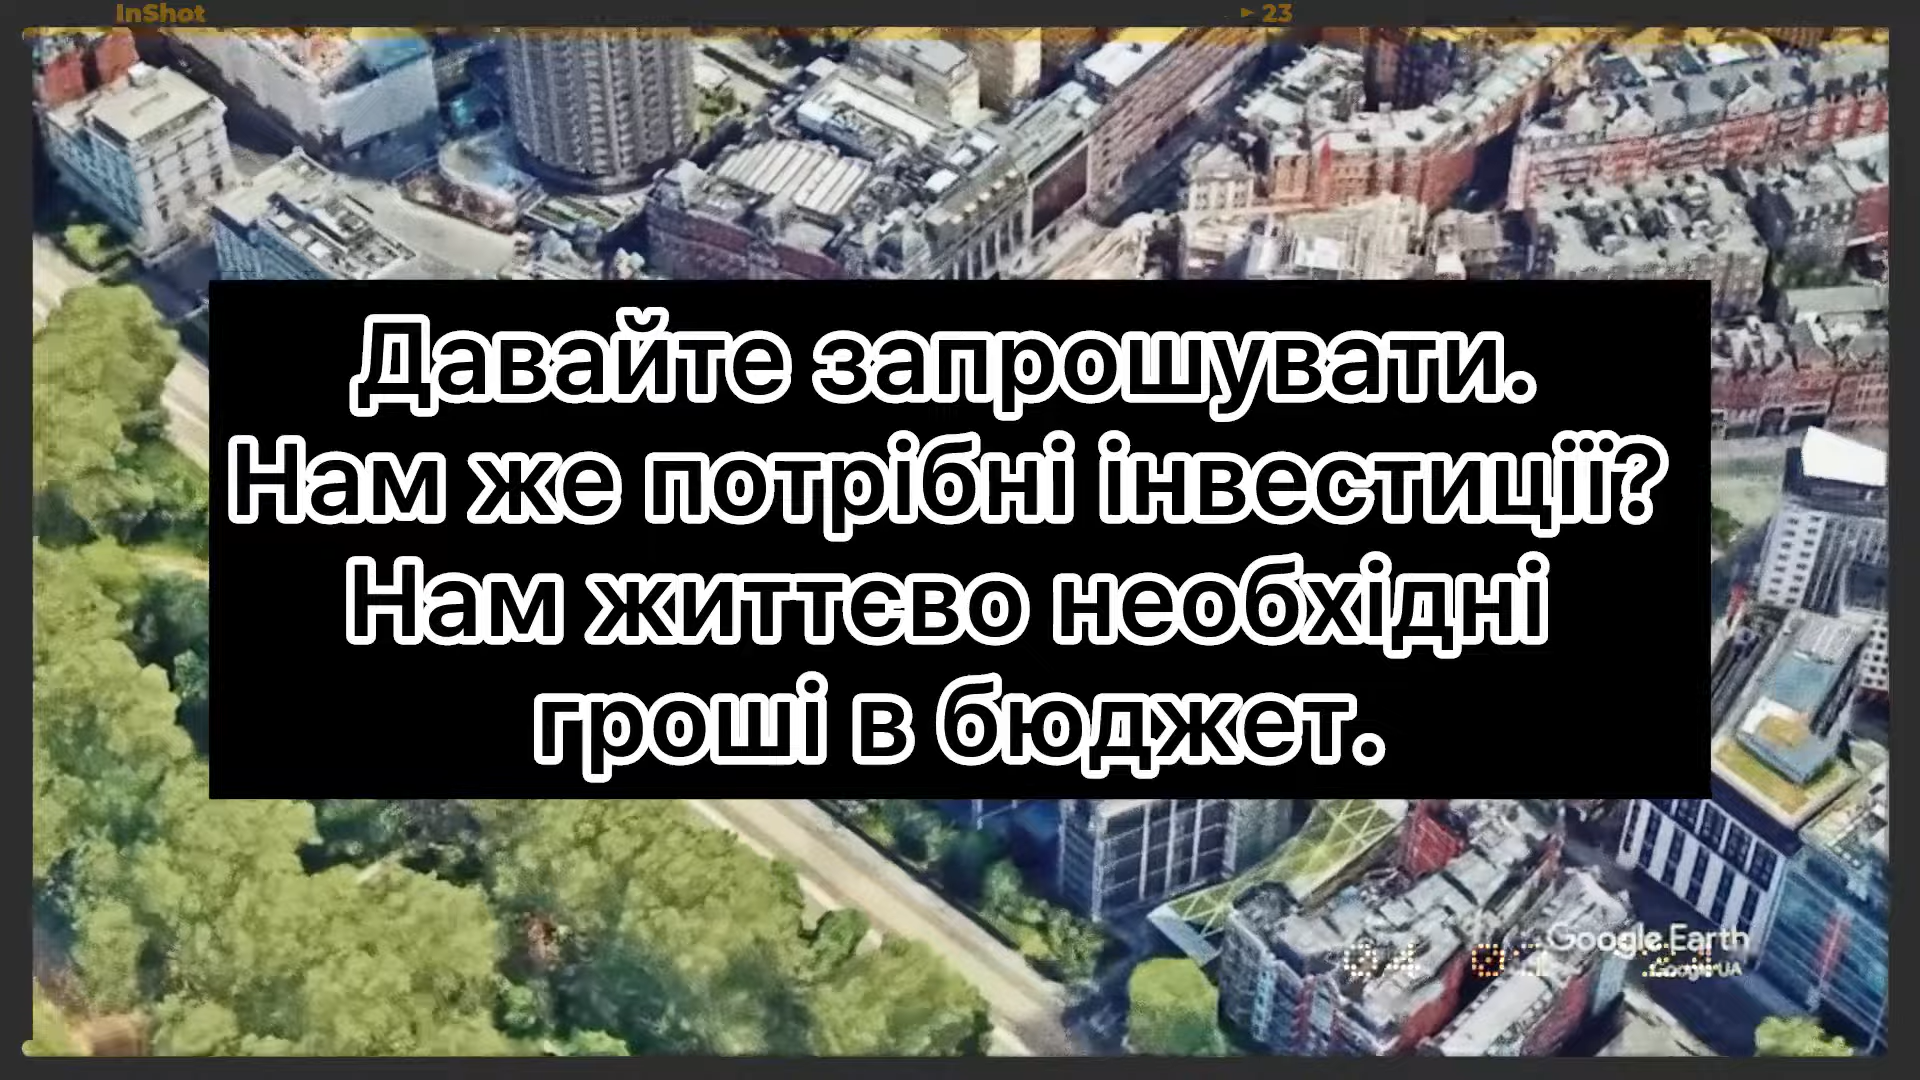 InShot
23
Давайте запрошувати.
Нам же потрібні інвестиції?
Нам життєво необхідні
гроші в бюджет.
Google Earth